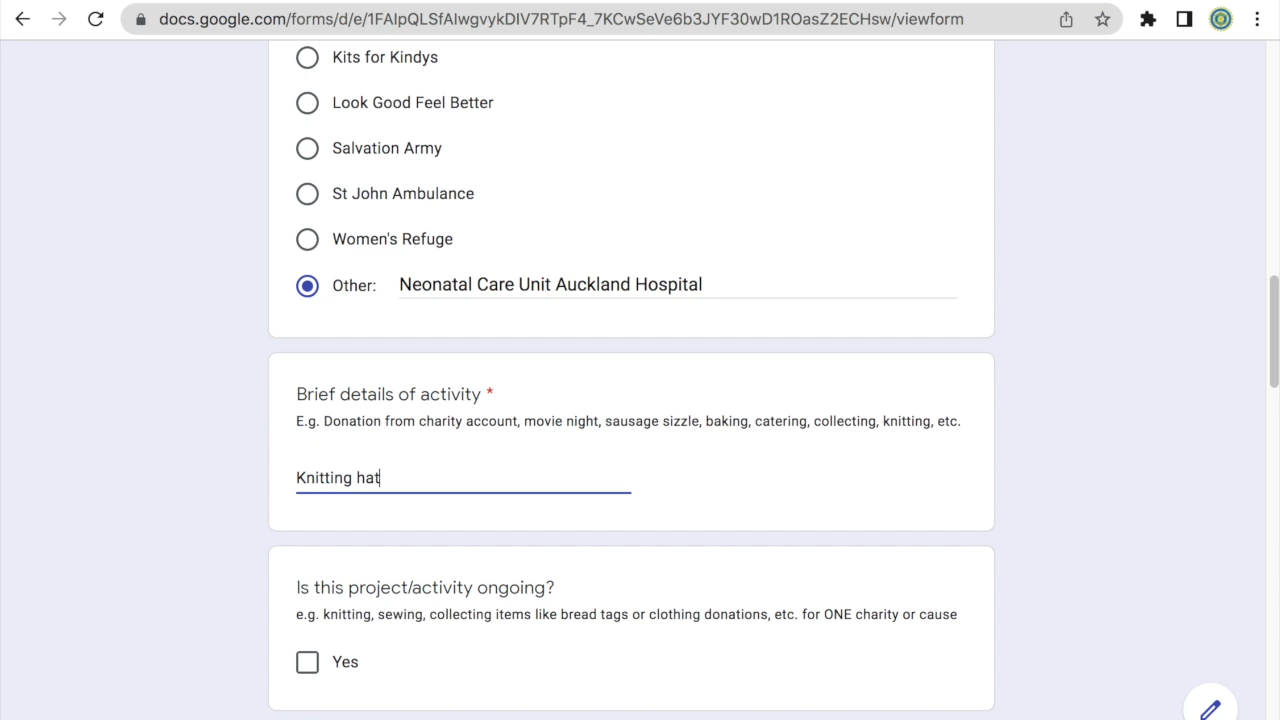 docs.google.com/forms/d/e/1FAIpQLSfAIwgvykDIV7RTpF4_7KCwSeVe6b3JYF30wD1ROasZ2ECHsw/viewform
Kits for Kindys
Look Good Feel Better
Salvation Army
St John Ambulance
Women's Refuge
Other: Neonatal Care Unit Auckland Hospital
Brief details of activity *
E.g. Donation from charity account, movie night, sausage sizzle, baking, catering, collecting, knitting, etc.
Knitting hat
Is this project/activity ongoing?
e.g. knitting, sewing, collecting items like bread tags or clothing donations, etc. for ONE charity or cause
Yes